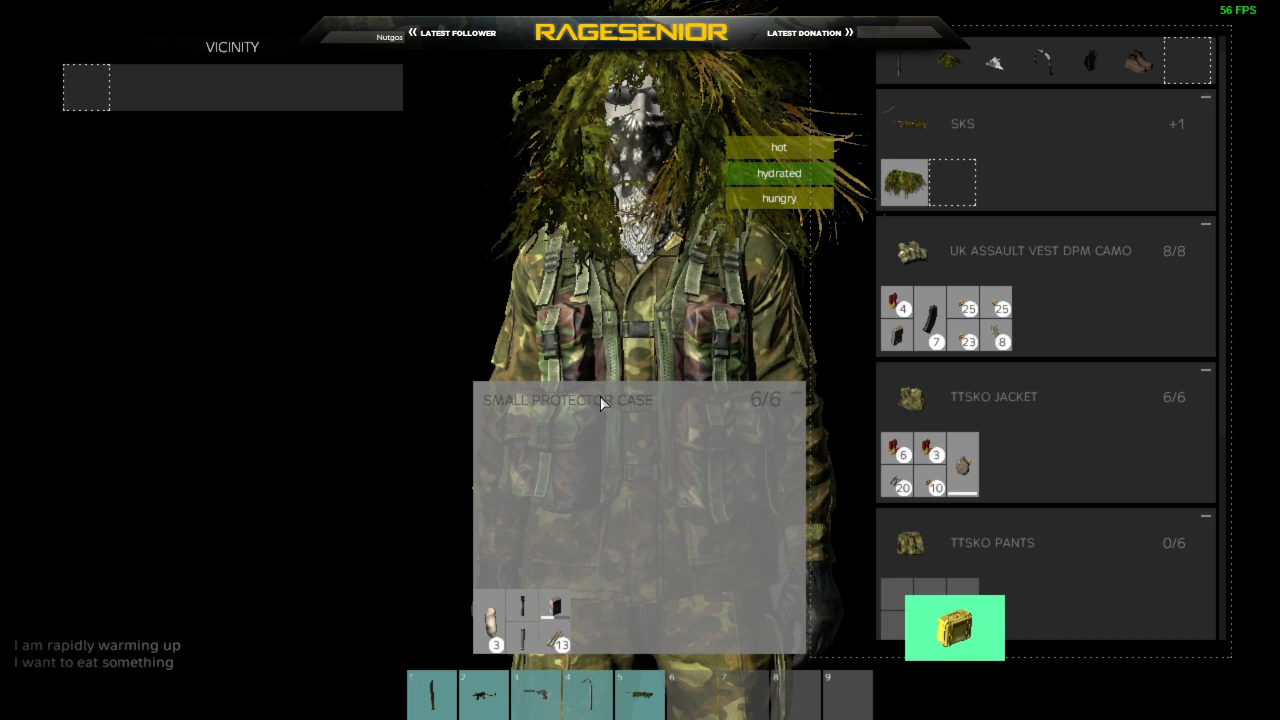 56 FPS
Nutgos « LATEST FOLLOWER RAGESENIOR LATEST DONATION »
VICINITY
SKS +1
hot
hydrated
hungry
UK ASSAULT VEST DPM CAMO 8/8
4 25 25
7 23 8
TTSKO JACKET 6/6
SMALL PROTECTOR CASE 6/6
6 3
20 10
TTSKO PANTS 0/6
3 13
I am rapidly warming up
I want to eat something
1 2 3 4 5 6 7 8 9